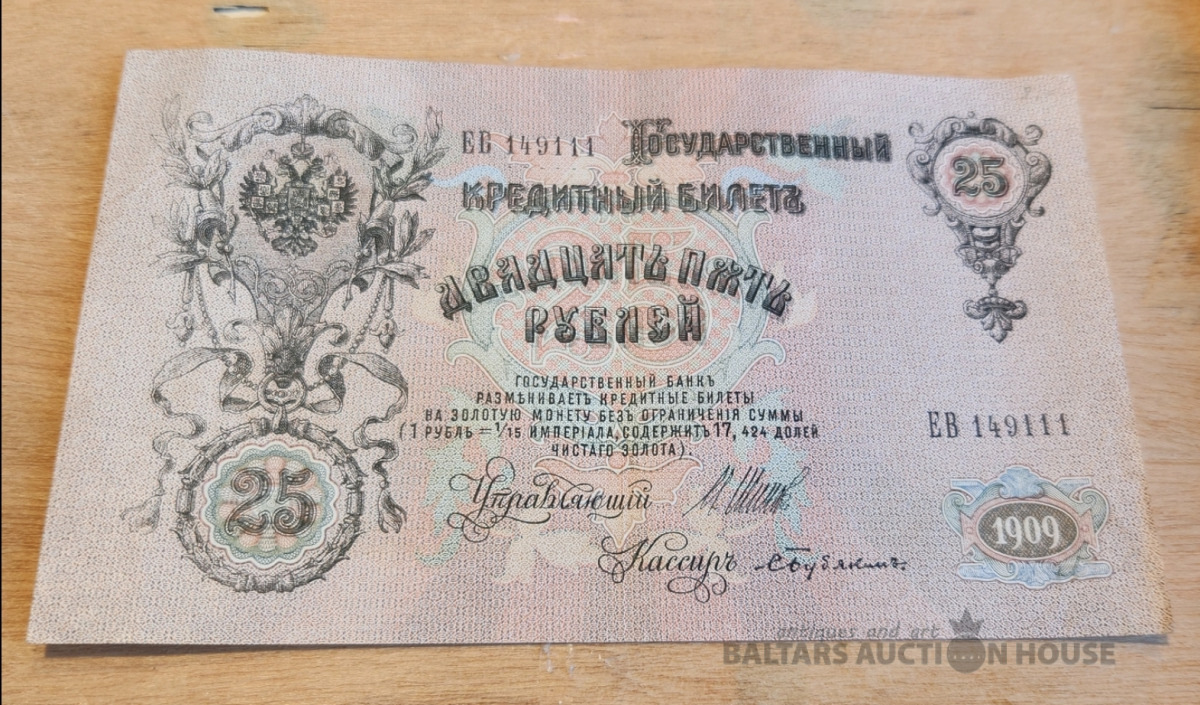 ЕВ 149111 Государственный
кредитный билетъ
25
двадцать пять
рублей
Государственный банкъ
размѣниваетъ кредитные билеты
на золотую монету безъ ограниченія суммы
(1 рубль = 1/15 имперіала, содержитъ 17, 424 долей
чистаго золота).
ЕВ 149111
25
Управляющій
1909
Кассиръ
antiques and art
BALTARS AUCTION HOUSE